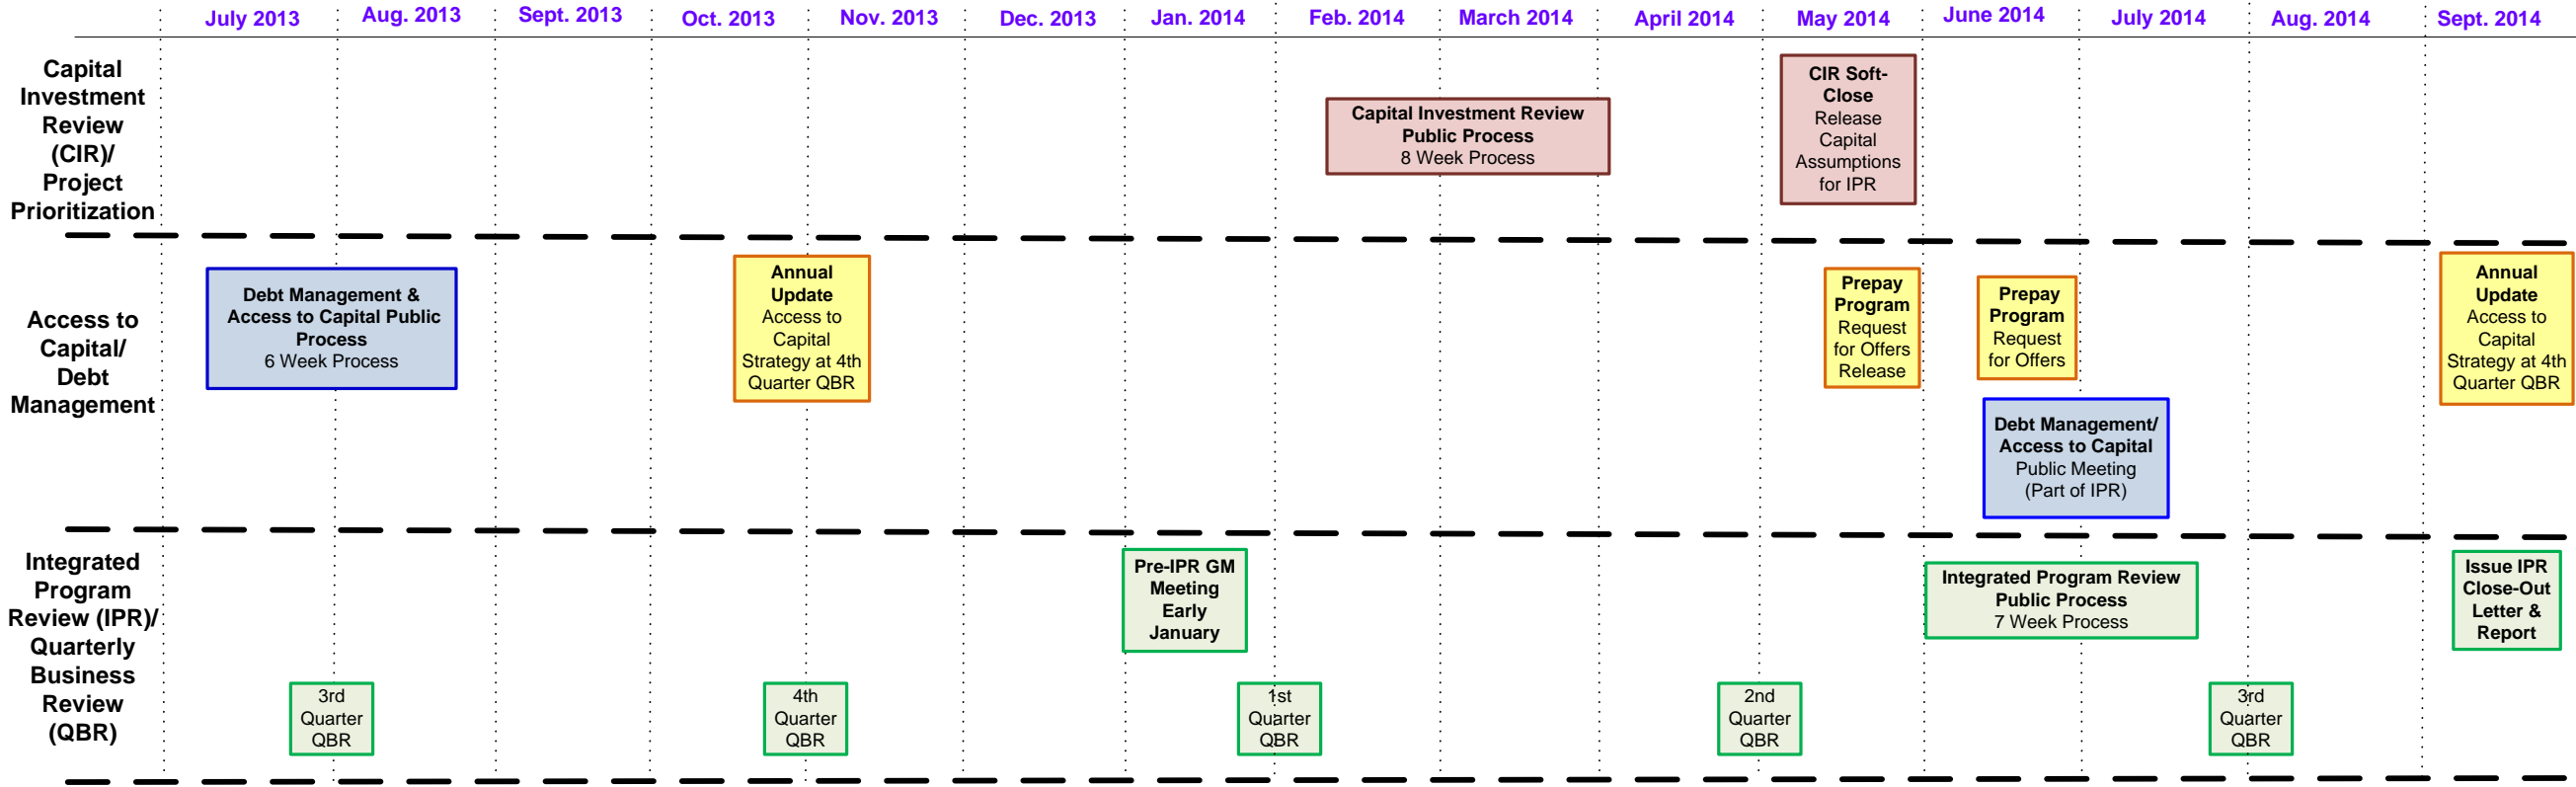 July 2013
Aug. 2013
Sept. 2013
Oct. 2013
Nov. 2013
Dec. 2013
Jan. 2014
Feb. 2014
March 2014
April 2014
May 2014
June 2014
July 2014
Aug. 2014
Sept. 2014
Capital
Investment
Review
(CIR)/
Project
Prioritization
Capital Investment Review
Public Process
8 Week Process
CIR Soft-
Close
Release
Capital
Assumptions
for IPR
Access to
Capital/
Debt
Management
Debt Management &
Access to Capital Public
Process
6 Week Process
Annual
Update
Access to
Capital
Strategy at 4th
Quarter QBR
Prepay
Program
Request
for Offers
Release
Prepay
Program
Request
for Offers
Debt Management/
Access to Capital
Public Meeting
(Part of IPR)
Annual
Update
Access to
Capital
Strategy at 4th
Quarter QBR
Integrated
Program
Review (IPR)/
Quarterly
Business
Review
(QBR)
Pre-IPR GM
Meeting
Early
January
Integrated Program Review
Public Process
7 Week Process
Issue IPR
Close-Out
Letter &
Report
3rd
Quarter
QBR
4th
Quarter
QBR
1st
Quarter
QBR
2nd
Quarter
QBR
3rd
Quarter
QBR